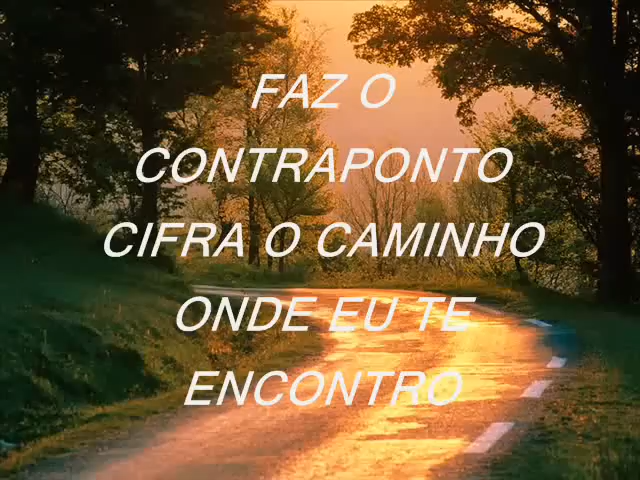 FAZ O
CONTRAPONTO
CIFRA O CAMINHO
ONDE EU TE
ENCONTRO